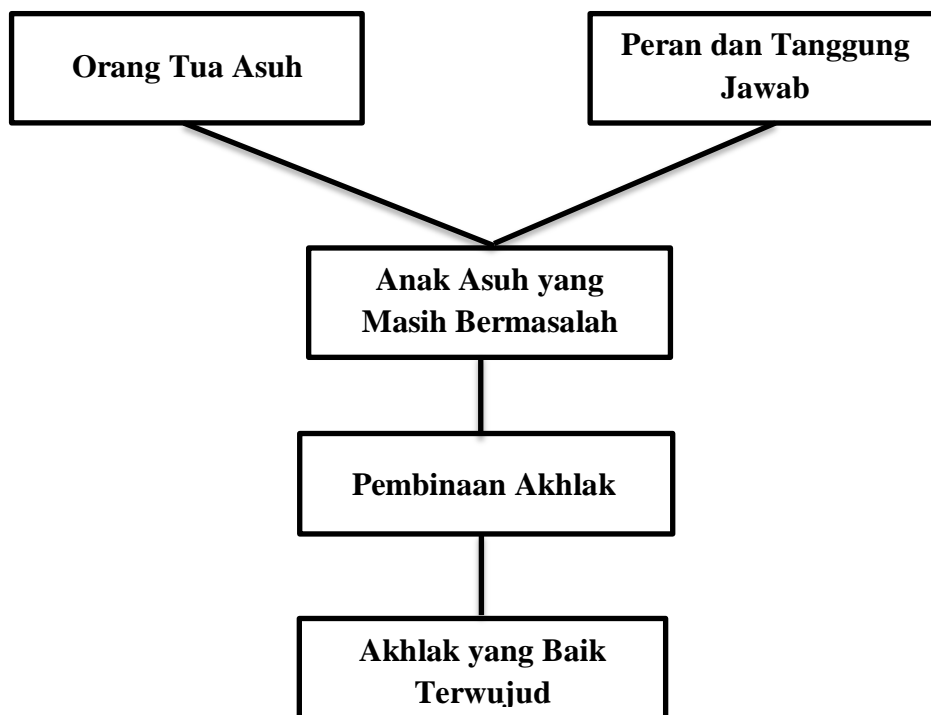 Orang Tua Asuh
Peran dan Tanggung
Jawab
Anak Asuh yang
Masih Bermasalah
Pembinaan Akhlak
Akhlak yang Baik
Terwujud